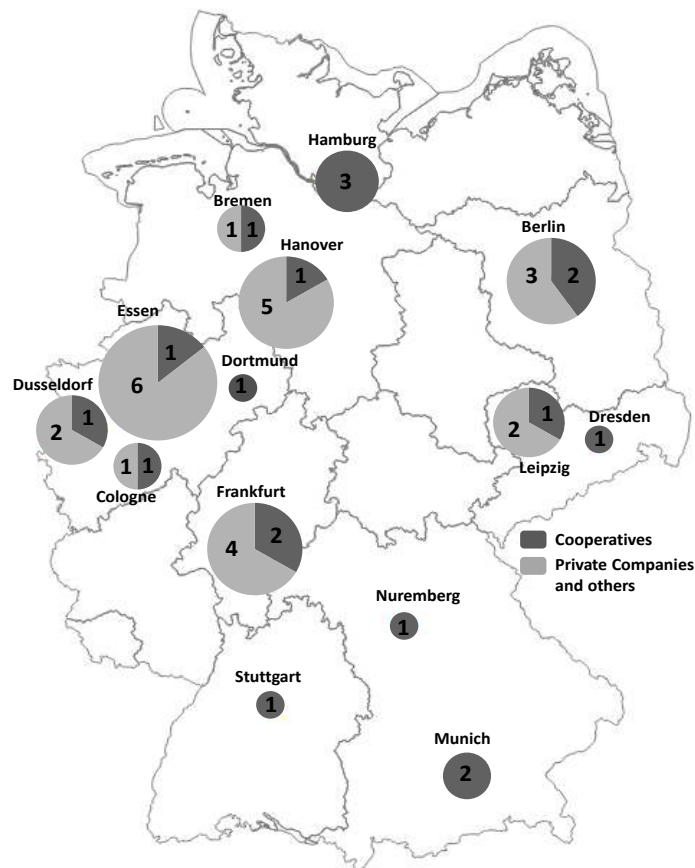 Hamburg
3
Bremen
1 1
Hanover
1
5
Berlin
3 2
Essen
1
6
Dortmund
1
Dusseldorf
1
2
1 1
Cologne
1
2
Leipzig
Dresden
1
Frankfurt
2
4
Cooperatives
Private Companies
and others
Nuremberg
1
Stuttgart
1
Munich
2